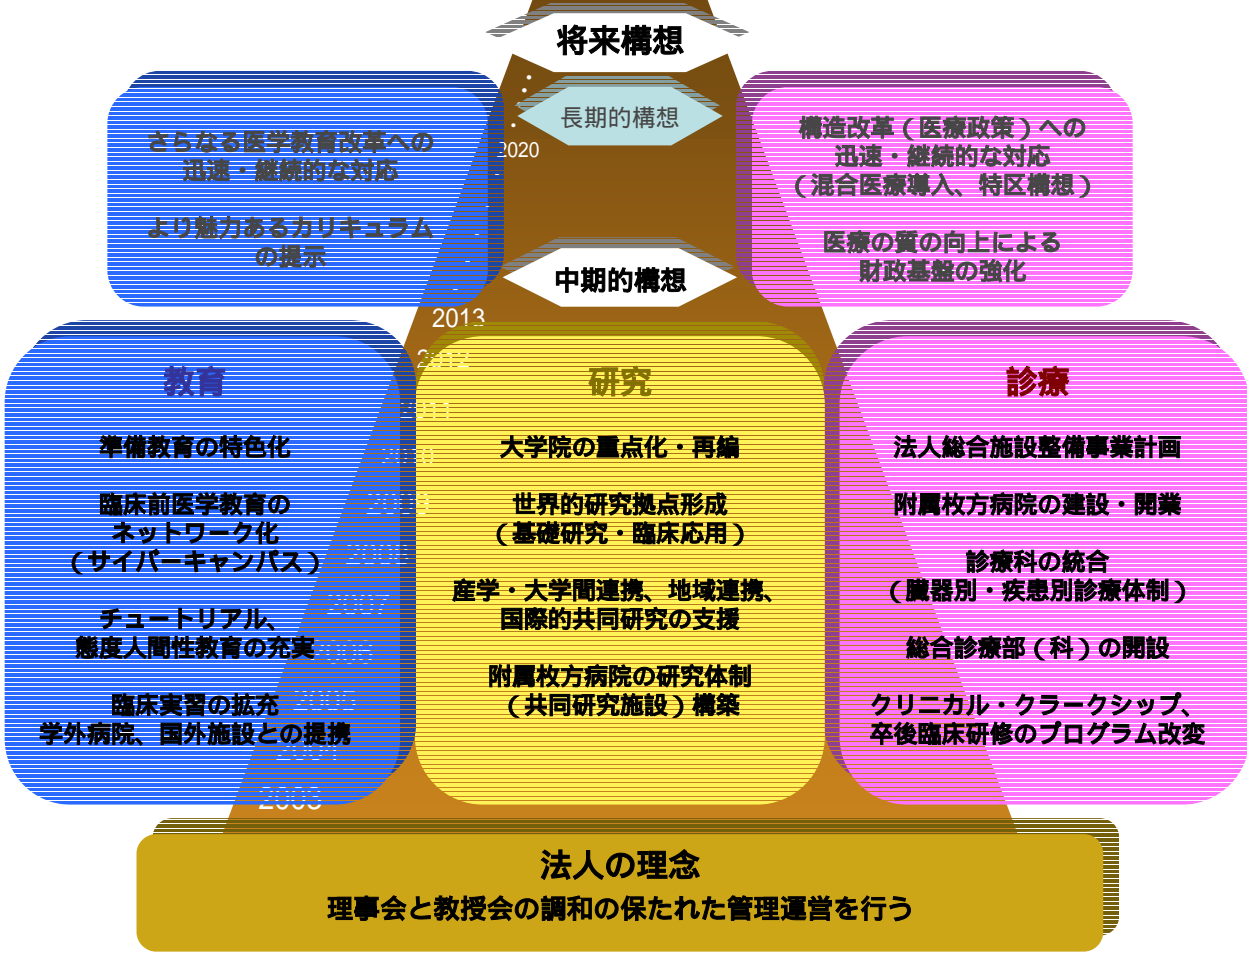 将来構想
長期的構想
2020
さらなる医学教育改革への
迅速・継続的な対応
より魅力あるカリキュラム
の提示
構造改革（医療政策）への
迅速・継続的な対応
（混合医療導入、特区構想）
医療の質の向上による
財政基盤の強化
中期的構想
2013
2012
2011
2010
2009
2008
2007
2006
2005
2004
2003
教育
準備教育の特色化
臨床前医学教育の
ネットワーク化
（サイバーキャンパス）
チュートリアル、
態度人間性教育の充実
臨床実習の拡充
学外病院、国外施設との提携
研究
大学院の重点化・再編
世界的研究拠点形成
（基礎研究・臨床応用）
産学・大学間連携、地域連携、
国際的共同研究の支援
附属枚方病院の研究体制
（共同研究施設）構築
診療
法人総合施設整備事業計画
附属枚方病院の建設・開業
診療科の統合
（臓器別・疾患別診療体制）
総合診療部（科）の開設
クリニカル・クラークシップ、
卒後臨床研修のプログラム改変
法人の理念
理事会と教授会の調和の保たれた管理運営を行う